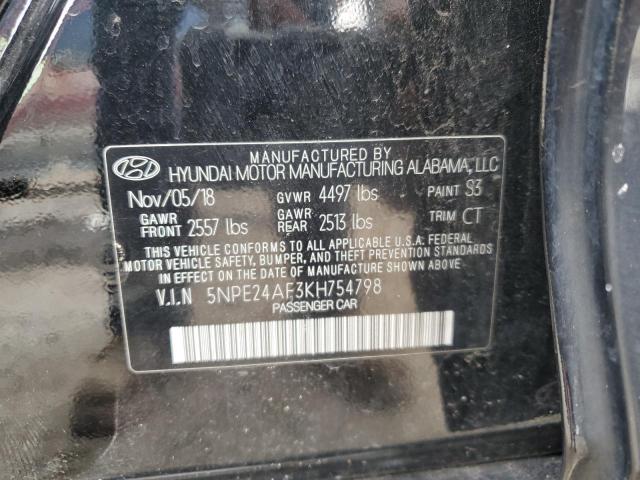 MANUFACTURED BY
HYUNDAI MOTOR MANUFACTURING ALABAMA, LLC
Nov/05/18 GVWR 4497 lbs PAINT S3
GAWR FRONT 2557 lbs GAWR REAR 2513 lbs TRIM CT
THIS VEHICLE CONFORMS TO ALL APPLICABLE U.S.A. FEDERAL
MOTOR VEHICLE SAFETY, BUMPER, AND THEFT PREVENTION STANDARDS
IN EFFECT ON THE DATE OF MANUFACTURE SHOWN ABOVE.
V.I.N 5NPE24AF3KH754798
PASSENGER CAR